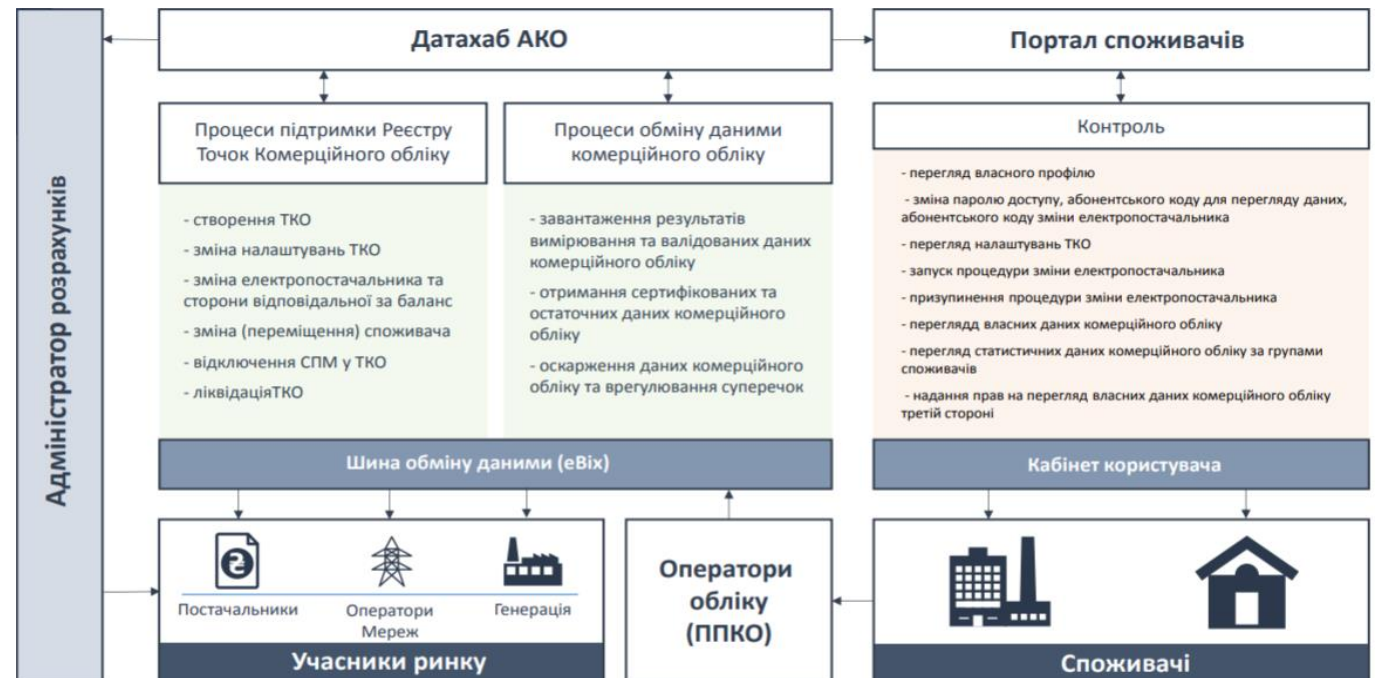 Адміністратор розрахунків
Датахаб АКО
Портал споживачів
Процеси підтримки Реєстру
Точок Комерційного обліку
Процеси обміну даними
комерційного обліку
Контроль
- створення ТКО
- зміна налаштувань ТКО
- зміна електропостачальника та
сторони відповідальної за баланс
- зміна (переміщення) споживача
- відключення СПМ у ТКО
- ліквідаціяТКО
- завантаження результатів
вимірювання та валідованих даних
комерційного обліку
- отримання сертифікованих та
остаточних даних комерційного
обліку
- оскарження даних комерційного
обліку та врегулювання суперечок
- перегляд власного профілю
- зміна паролю доступу, абонентського коду для перегляду даних,
абонентського коду зміни електропостачальника
- перегляд налаштувань ТКО
- запуск процедури зміни електропостачальника
- призупинення процедури зміни електропостачальника
- переглядд власних даних комерційного обліку
- перегляд статистичних даних комерційного обліку за групами
споживачів
- надання прав на перегляд власних даних комерційного обліку
третій стороні
Шина обміну даними (eBix)
Кабінет користувача
₴
Постачальники
Оператори
Мереж
Генерація
Учасники ринку
Оператори
обліку
(ППКО)
Споживачі